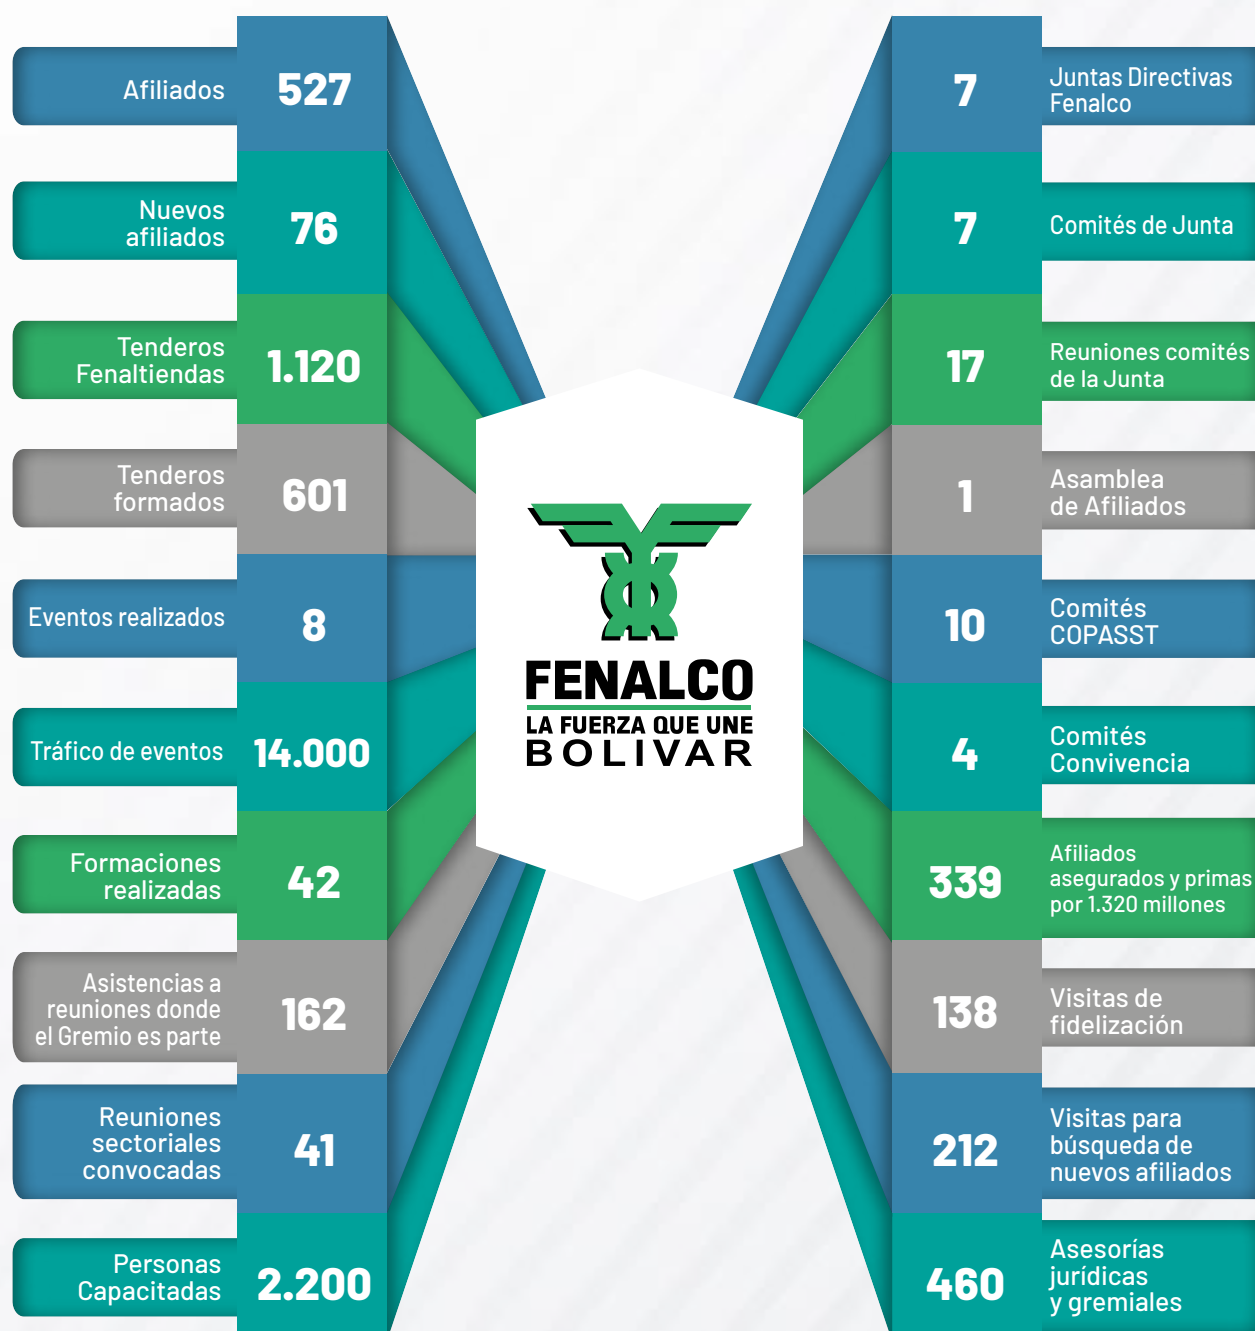 Afiliados
527
Nuevos
afiliados
76
Tenderos
Fenaltiendas
1.120
Tenderos
formados
601
Eventos realizados
8
Tráfico de eventos
14.000
Formaciones
realizadas
42
Asistencias a
reuniones donde
el Gremio es parte
162
Reuniones
sectoriales
convocadas
41
Personas
Capacitadas
2.200
FENALCO
LA FUERZA QUE UNE
BOLIVAR
7
Juntas Directivas
Fenalco
7
Comités de Junta
17
Reuniones comités
de la Junta
1
Asamblea
de Afiliados
10
Comités
COPASST
4
Comités
Convivencia
339
Afiliados
asegurados y primas
por 1.320 millones
138
Visitas de
fidelización
212
Visitas para
búsqueda de
nuevos afiliados
460
Asesorías
jurídicas
y gremiales